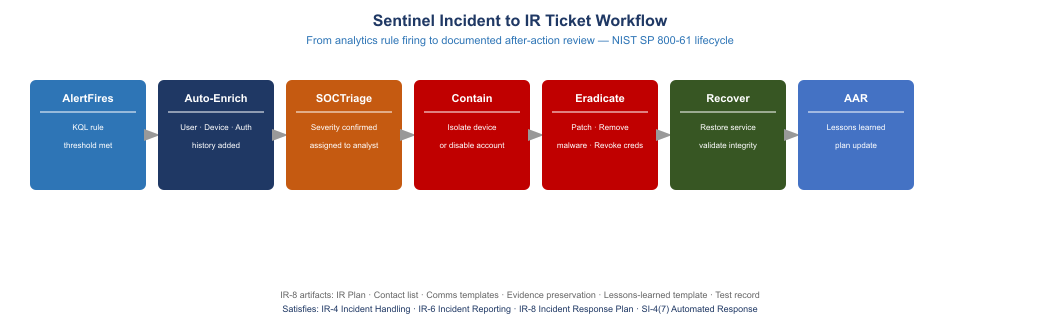 Sentinel Incident to IR Ticket Workflow
From analytics rule firing to documented after-action review — NIST SP 800-61 lifecycle
AlertFires
KQL rule
threshold met
Auto-Enrich
User · Device · Auth
history added
SOCTriage
Severity confirmed
assigned to analyst
Contain
Isolate device
or disable account
Eradicate
Patch · Remove
malware · Revoke creds
Recover
Restore service
validate integrity
AAR
Lessons learned
plan update
IR-8 artifacts: IR Plan · Contact list · Comms templates · Evidence preservation · Lessons-learned template · Test record
Satisfies: IR-4 Incident Handling · IR-6 Incident Reporting · IR-8 Incident Response Plan · SI-4(7) Automated Response